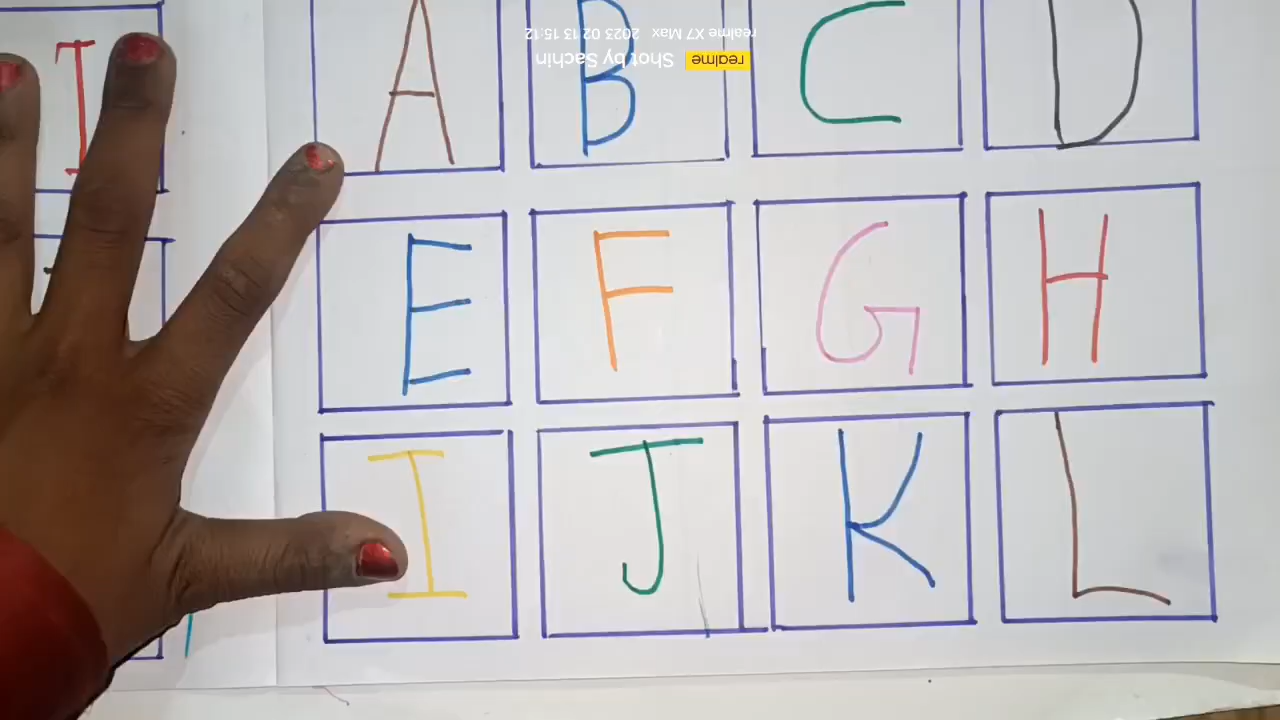 A B C D
E F G H
I J K L
I
realme Shot by Sachin
realme X7 Max 2023 02.13 15:12